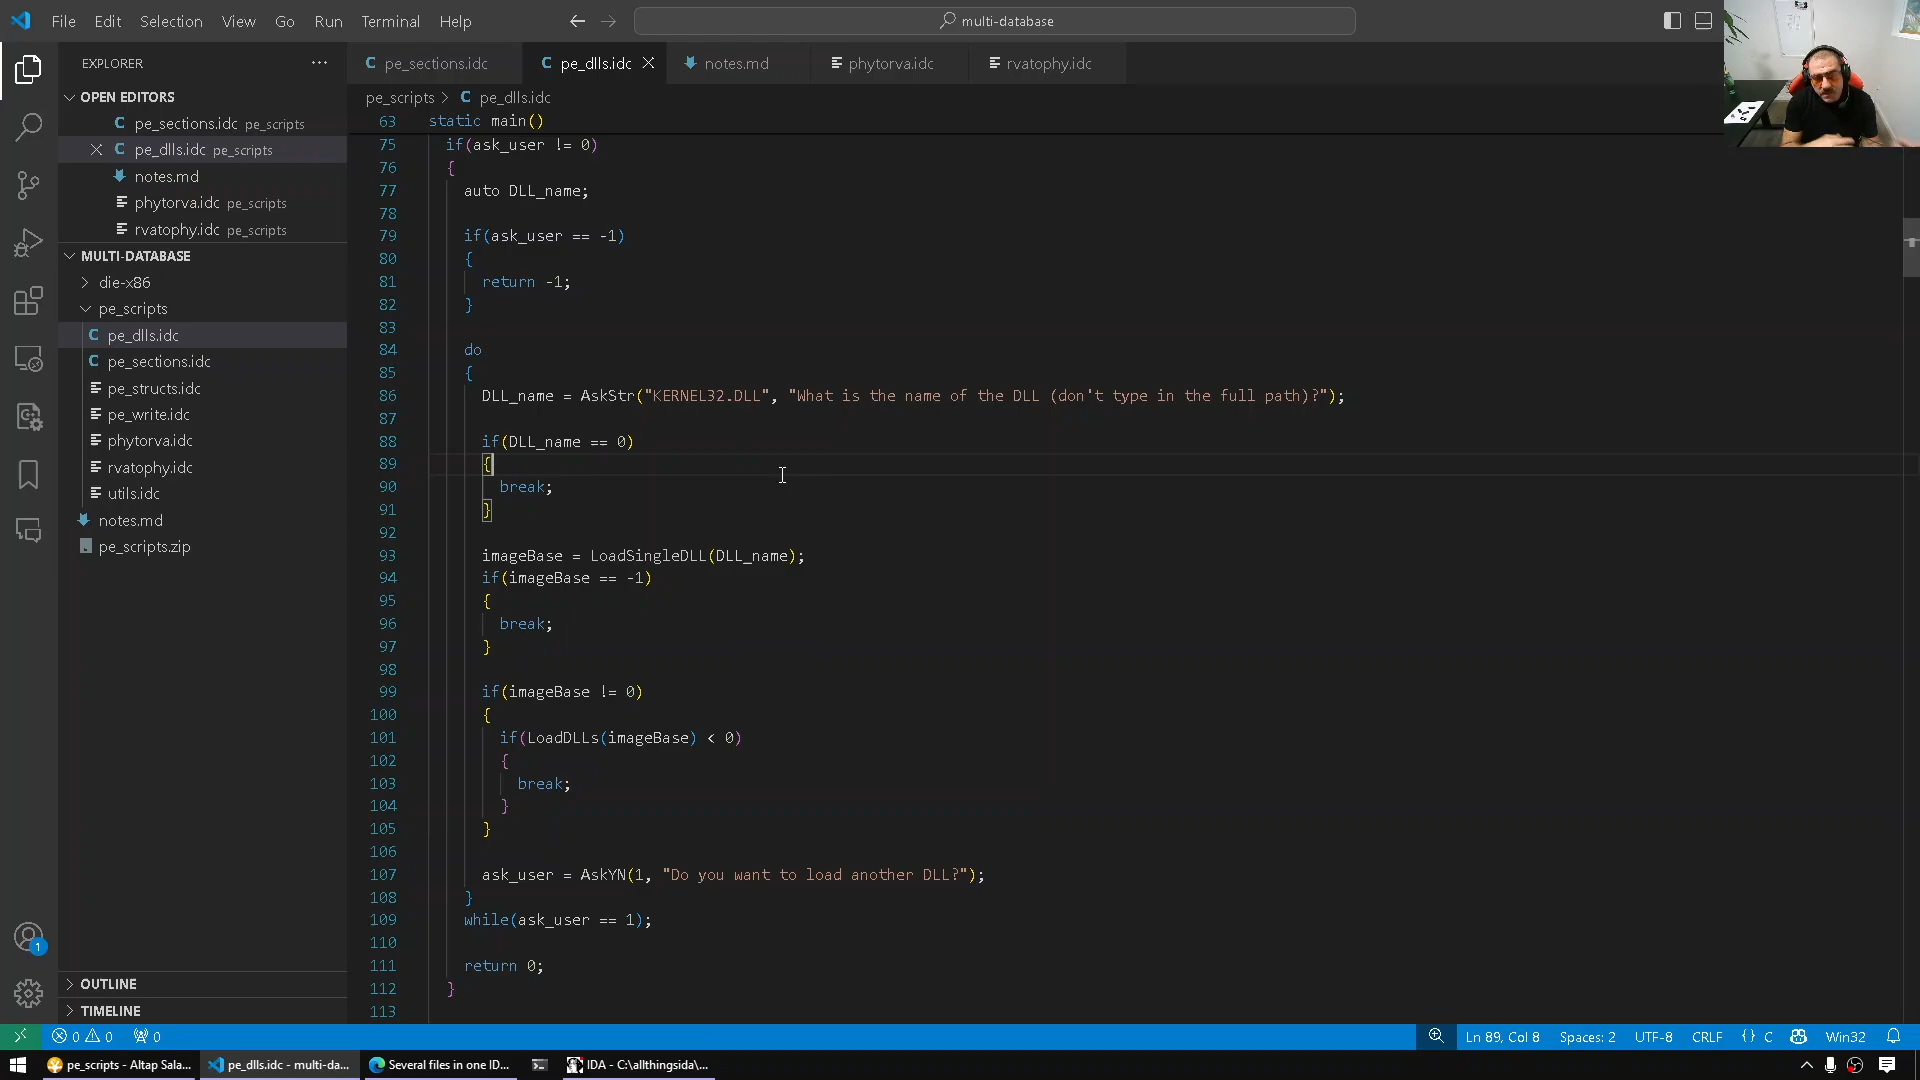 File Edit Selection View Go Run Terminal Help
multi-database
EXPLORER
OPEN EDITORS
pe_sections.idc pe_scripts
pe_dlls.idc pe_scripts
notes.md
phytorva.idc pe_scripts
rvatophy.idc pe_scripts
MULTI-DATABASE
die-x86
pe_scripts
pe_dlls.idc
pe_sections.idc
pe_structs.idc
pe_write.idc
phytorva.idc
rvatophy.idc
utils.idc
notes.md
pe_scripts.zip
OUTLINE
TIMELINE
pe_sections.idc pe_dlls.idc notes.md phytorva.idc rvatophy.idc
pe_scripts > pe_dlls.idc
63 static main()
75 if(ask_user != 0)
76 {
77 auto DLL_name;
78
79 if(ask_user == -1)
80 {
81 return -1;
82 }
83
84 do
85 {
86 DLL_name = AskStr("KERNEL32.DLL", "What is the name of the DLL (don't type in the full path)?");
87
88 if(DLL_name == 0)
89 {
90 break;
91 }
92
93 imageBase = LoadSingleDLL(DLL_name);
94 if(imageBase == -1)
95 {
96 break;
97 }
98
99 if(imageBase != 0)
100 {
101 if(LoadDLLs(imageBase) < 0)
102 {
103 break;
104 }
105 }
106
107 ask_user = AskYN(1, "Do you want to load another DLL?");
108 }
109 while(ask_user == 1);
110
111 return 0;
112 }
113
1
0 0 0 Ln 89, Col 8 Spaces: 2 UTF-8 CRLF {} C Win32
pe_scripts - Altap Sala... pe_dlls.idc - multi-da... Several files in one ID... IDA - C:\allthingsida\...